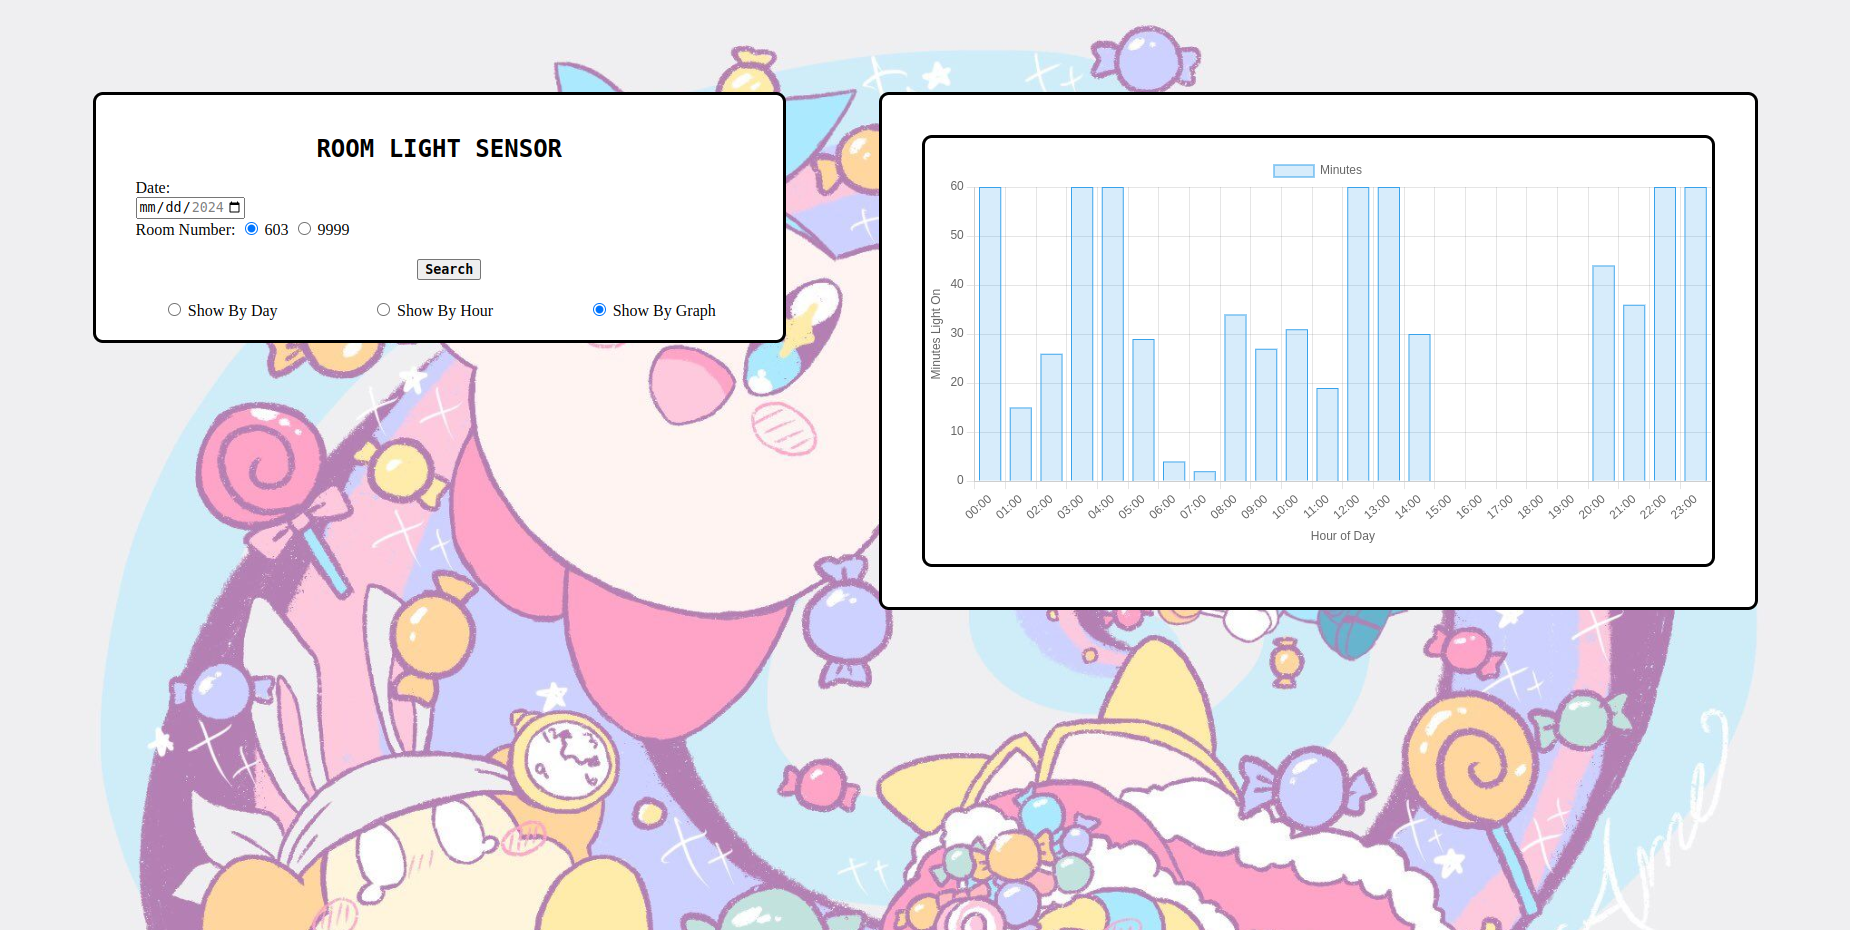 ROOM LIGHT SENSOR
Date:
mm/dd/2024
Room Number: 603 9999
Search
Show By Day Show By Hour Show By Graph
Minutes
60
50
40
30
20
10
0
Minutes Light On
00:00 01:00 02:00 03:00 04:00 05:00 06:00 07:00 08:00 09:00 10:00 11:00 12:00 13:00 14:00 15:00 16:00 17:00 18:00 19:00 20:00 21:00 22:00 23:00
Hour of Day